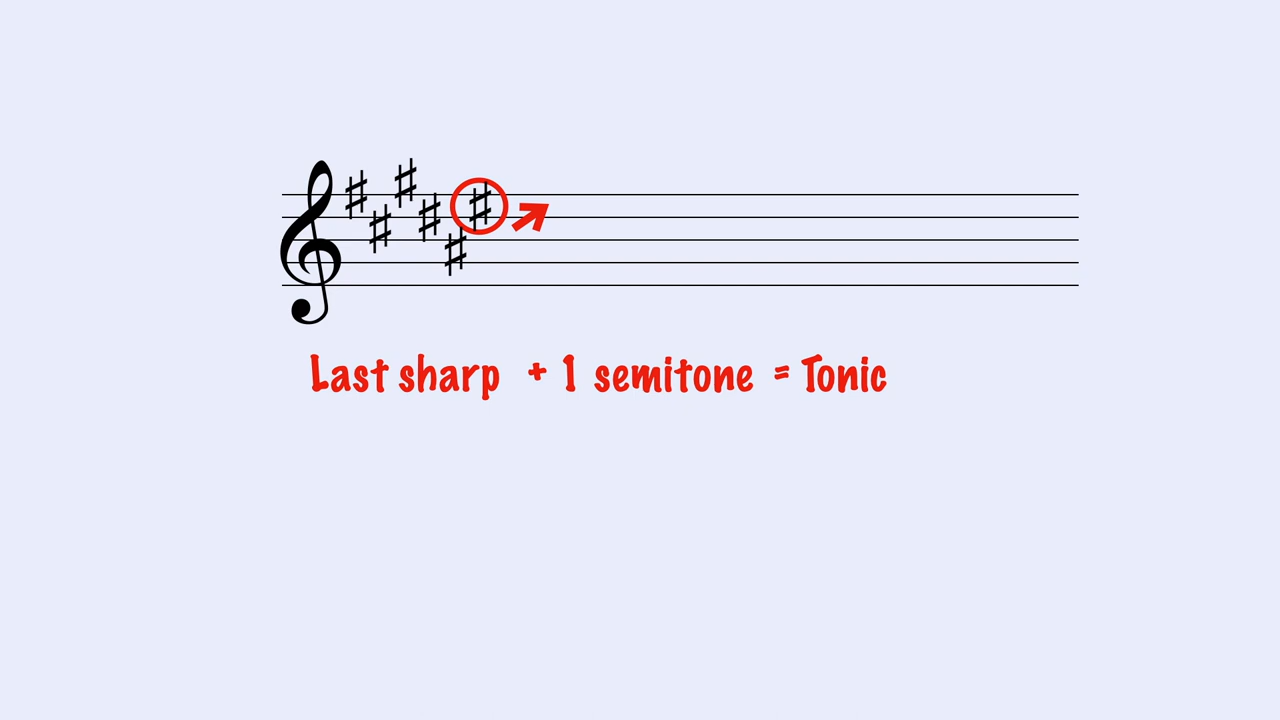 Last sharp + 1 semitone = Tonic